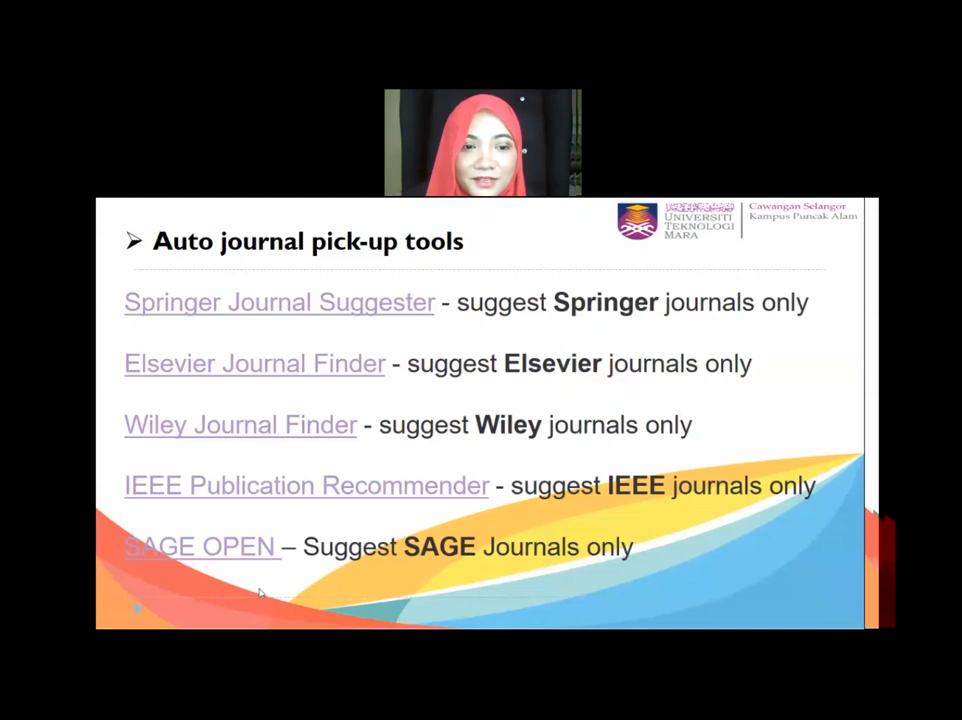 UNIVERSITI
TEKNOLOGI
MARA
Cawangan Selangor
Kampus Puncak Alam
➢ Auto journal pick-up tools
Springer Journal Suggester - suggest Springer journals only
Elsevier Journal Finder - suggest Elsevier journals only
Wiley Journal Finder - suggest Wiley journals only
IEEE Publication Recommender - suggest IEEE journals only
SAGE OPEN – Suggest SAGE Journals only